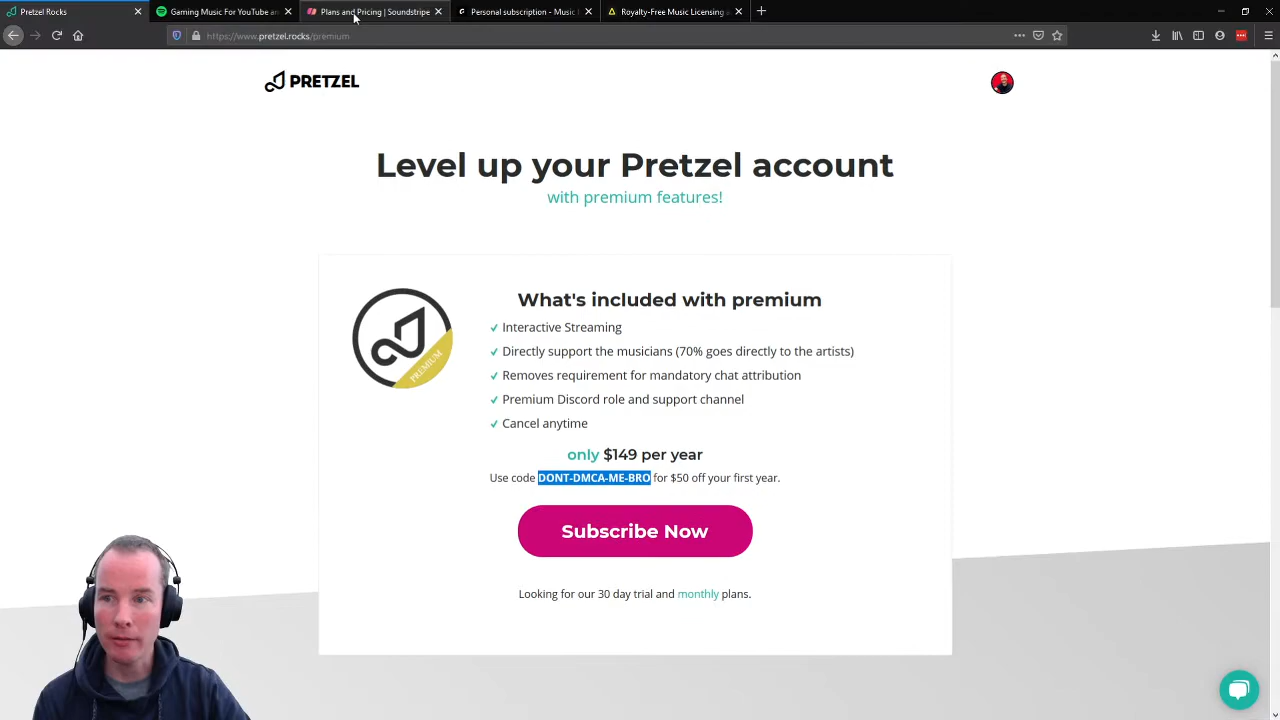 Pretzel Rocks
Gaming Music For YouTube an
Plans and Pricing | Soundstripe
Personal subscription - Music l
Royalty-Free Music Licensing a
https://www.pretzel.rocks/premium
PRETZEL
Level up your Pretzel account
with premium features!
What's included with premium
Interactive Streaming
Directly support the musicians (70% goes directly to the artists)
Removes requirement for mandatory chat attribution
Premium Discord role and support channel
Cancel anytime
PREMIUM
only $149 per year
Use code DONT-DMCA-ME-BRO for $50 off your first year.
Subscribe Now
Looking for our 30 day trial and monthly plans.